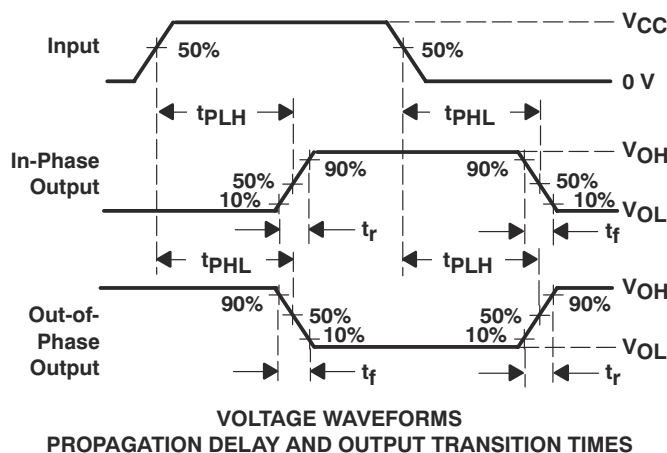 VCC
Input
50%
50%
0 V
tPLH
tPHL
In-Phase
Output
VOH
90%
90%
50%
50%
10%
10%
VOL
tr
tf
tPHL
tPLH
Out-of-
Phase
Output
VOH
90%
90%
50%
50%
10%
10%
VOL
tf
tr
VOLTAGE WAVEFORMS
PROPAGATION DELAY AND OUTPUT TRANSITION TIMES